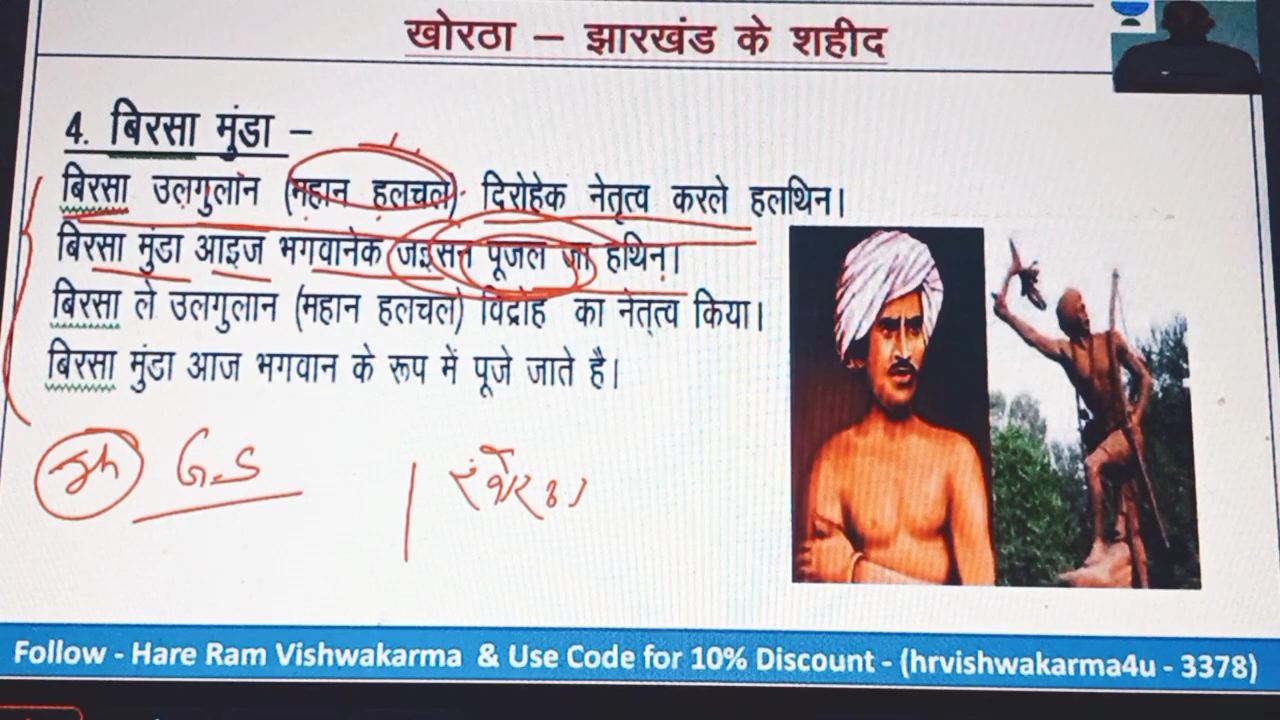 खोरठा – झारखंड के शहीद
4. बिरसा मुंडा –
बिरसा उलगुलान (महान हलचल) दिरोहेक नेतृत्व करले हलथिन।
बिरसा मुंडा आइज भगवानेक जइसन पूजल जा हथिन।
बिरसा ले उलगुलान (महान हलचल) विद्रोह का नेतृत्व किया।
बिरसा मुंडा आज भगवान के रूप में पूजे जाते है।
Jh G.S
Follow - Hare Ram Vishwakarma & Use Code for 10% Discount - (hrvishwakarma4u - 3378)